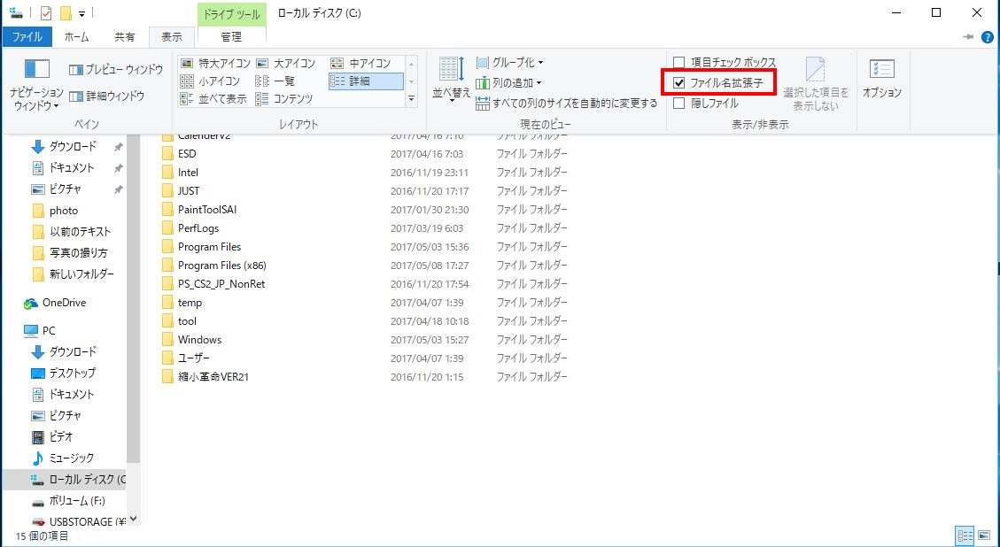 ドライブ ツール
ローカル ディスク (C:)
ファイル
ホーム
共有
表示
管理
ナビゲーション
ウィンドウ
プレビュー ウィンドウ
詳細ウィンドウ
ペイン
特大アイコン
大アイコン
中アイコン
小アイコン
一覧
詳細
並べて表示
コンテンツ
レイアウト
並べ替え
グループ化
列の追加
すべての列のサイズを自動的に変更する
現在のビュー
項目チェック ボックス
ファイル名拡張子
隠しファイル
選択した項目を
表示しない
表示/非表示
オプション
ダウンロード
ドキュメント
ピクチャ
photo
以前のテキスト
写真の撮り方
新しいフォルダー
OneDrive
PC
ダウンロード
デスクトップ
ドキュメント
ピクチャ
ビデオ
ミュージック
ローカル ディスク (C
ボリューム (F:)
USBSTORAGE (¥
CalenderV2 2017/04/16 7:10 ファイル フォルダー
ESD 2017/04/16 7:03 ファイル フォルダー
Intel 2016/11/19 23:11 ファイル フォルダー
JUST 2016/11/20 17:17 ファイル フォルダー
PaintToolSAI 2017/01/30 21:30 ファイル フォルダー
PerfLogs 2017/03/19 6:03 ファイル フォルダー
Program Files 2017/05/03 15:36 ファイル フォルダー
Program Files (x86) 2017/05/08 17:27 ファイル フォルダー
PS_CS2_JP_NonRet 2016/11/20 17:54 ファイル フォルダー
temp 2017/04/07 1:39 ファイル フォルダー
tool 2017/04/18 10:18 ファイル フォルダー
Windows 2017/05/03 15:27 ファイル フォルダー
ユーザー 2017/04/07 1:39 ファイル フォルダー
縮小革命VER21 2016/11/20 1:15 ファイル フォルダー
15 個の項目